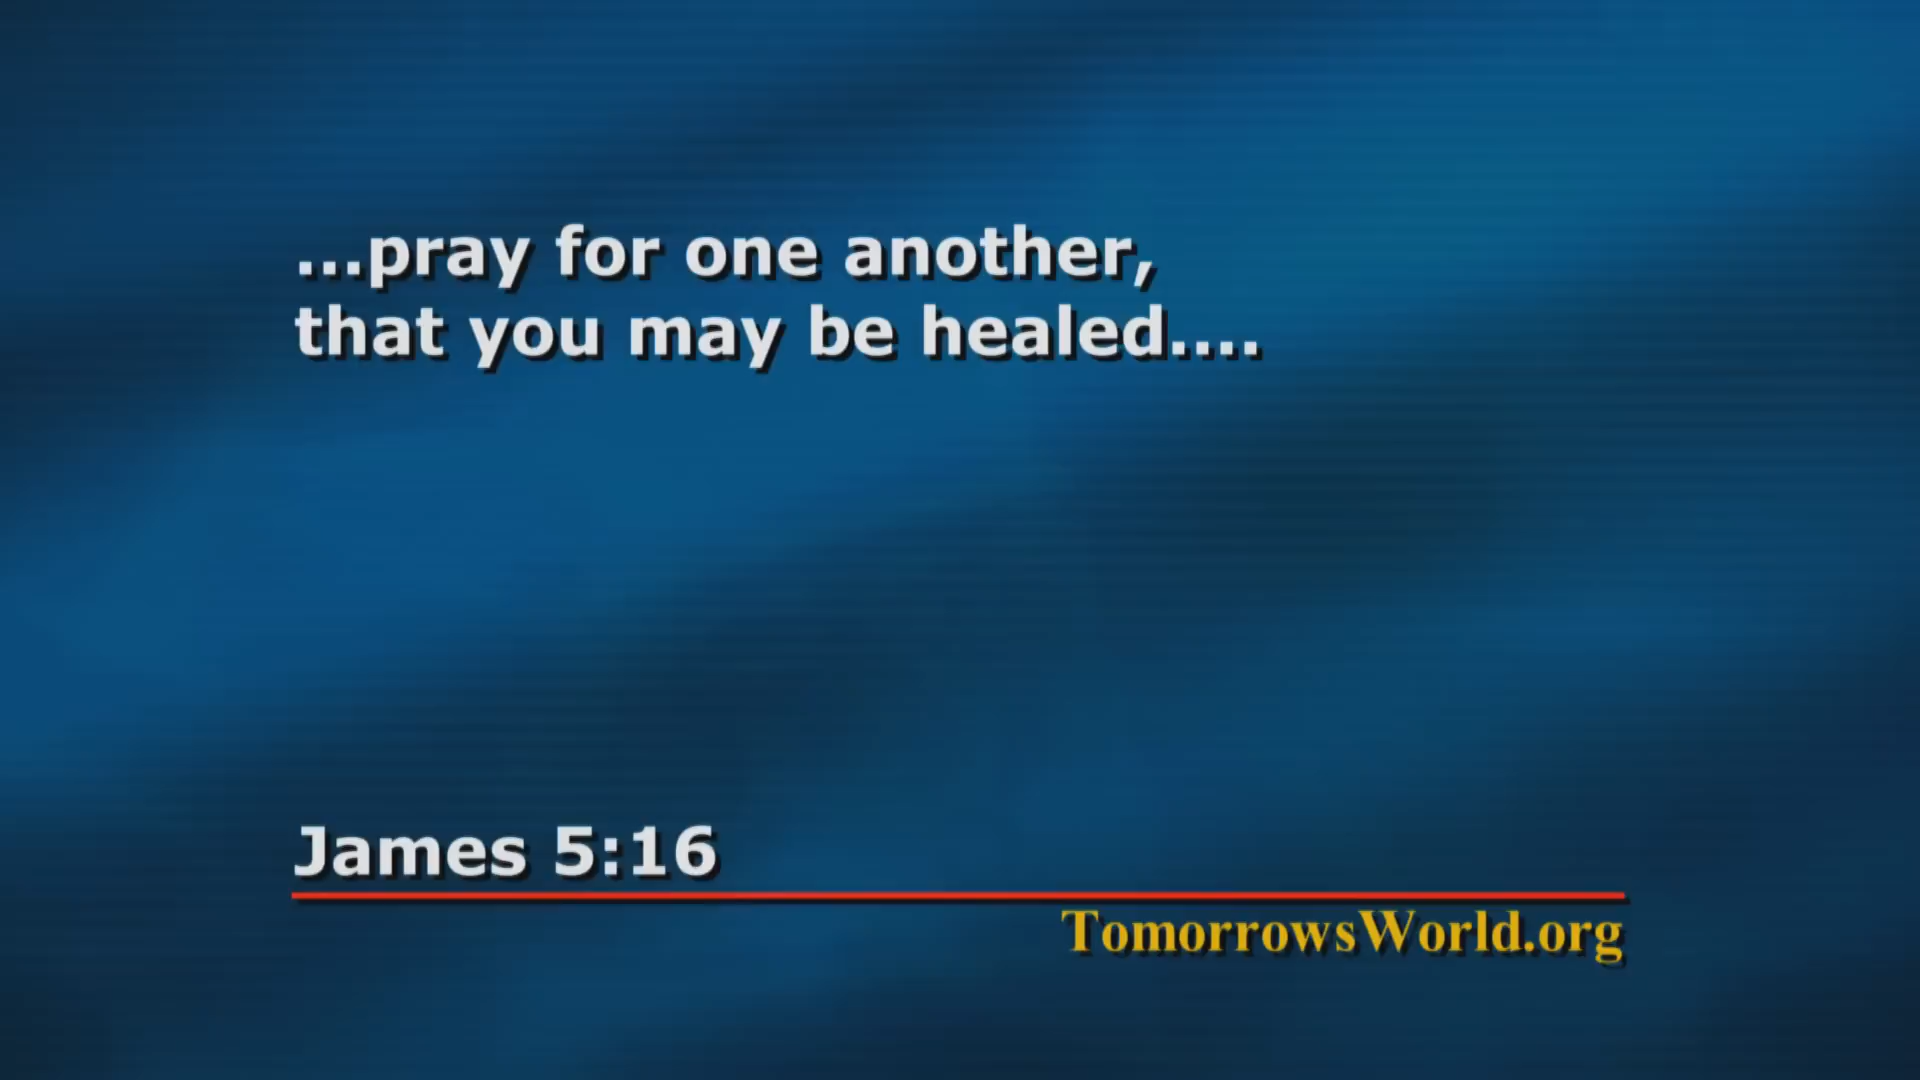 ...pray for one another,
that you may be healed....
James 5:16
TomorrowsWorld.org